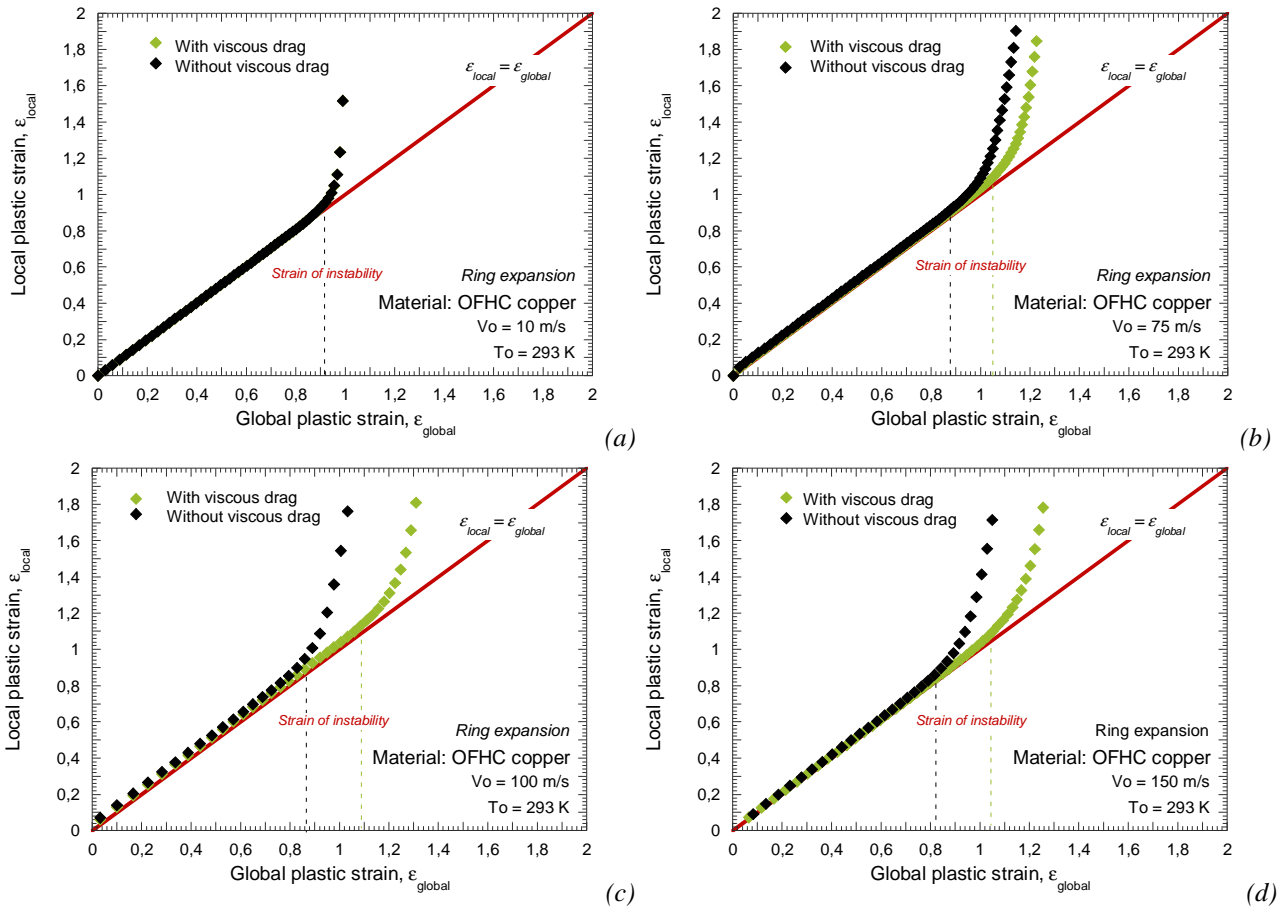 2
1,8
1,6
1,4
1,2
1
0,8
0,6
0,4
0,2
0
Local plastic strain, ε_local
With viscous drag
Without viscous drag
ε_local = ε_global
Strain of instability
Ring expansion
Material: OFHC copper
Vo = 10 m/s
To = 293 K
0 0,2 0,4 0,6 0,8 1 1,2 1,4 1,6 1,8 2
Global plastic strain, ε_global
(a)
2
1,8
1,6
1,4
1,2
1
0,8
0,6
0,4
0,2
0
Local plastic strain, ε_local
With viscous drag
Without viscous drag
ε_local = ε_global
Strain of instability
Ring expansion
Material: OFHC copper
Vo = 75 m/s
To = 293 K
0 0,2 0,4 0,6 0,8 1 1,2 1,4 1,6 1,8 2
Global plastic strain, ε_global
(b)
2
1,8
1,6
1,4
1,2
1
0,8
0,6
0,4
0,2
0
Local plastic strain, ε_local
With viscous drag
Without viscous drag
ε_local = ε_global
Strain of instability
Ring expansion
Material: OFHC copper
Vo = 100 m/s
To = 293 K
0 0,2 0,4 0,6 0,8 1 1,2 1,4 1,6 1,8 2
Global plastic strain, ε_global
(c)
2
1,8
1,6
1,4
1,2
1
0,8
0,6
0,4
0,2
0
Local plastic strain, ε_local
With viscous drag
Without viscous drag
ε_local = ε_global
Strain of instability
Ring expansion
Material: OFHC copper
Vo = 150 m/s
To = 293 K
0 0,2 0,4 0,6 0,8 1 1,2 1,4 1,6 1,8 2
Global plastic strain, ε_global
(d)